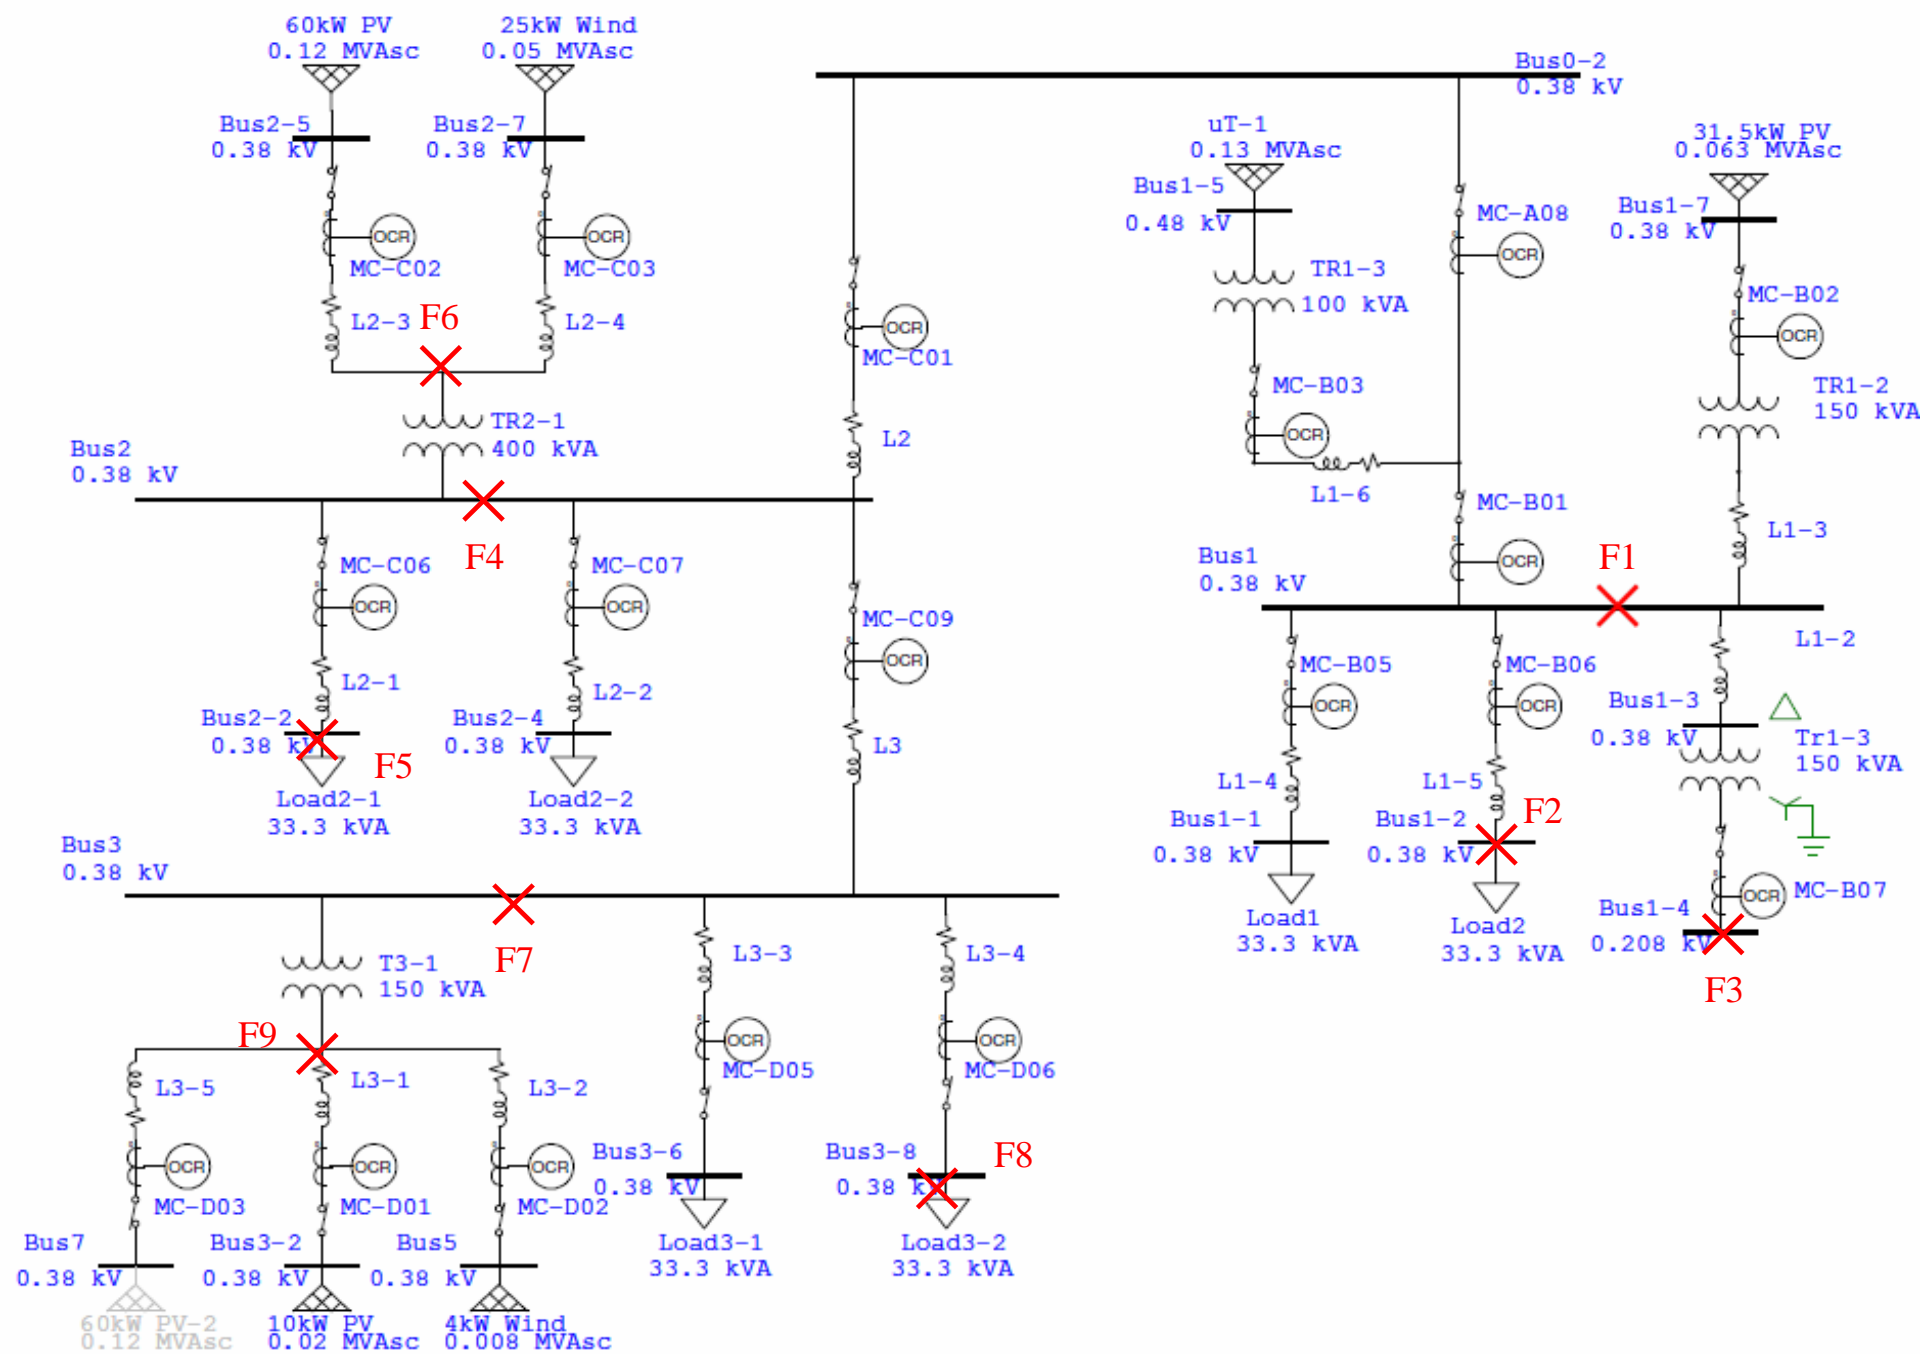 60kW PV
0.12 MVAsc
25kW Wind
0.05 MVAsc
Bus0-2
0.38 kV
Bus2-5
0.38 kV
Bus2-7
0.38 kV
uT-1
0.13 MVAsc
31.5kW PV
0.063 MVAsc
Bus1-5
0.48 kV
MC-A08
OCR
Bus1-7
0.38 kV
OCR
MC-C02
OCR
MC-C03
TR1-3
100 kVA
MC-B02
OCR
L2-3
F6
L2-4
OCR
MC-C01
MC-B03
OCR
TR1-2
150 kVA
TR2-1
400 kVA
L2
L1-6
Bus2
0.38 kV
MC-B01
OCR
L1-3
F4
F1
Bus1
0.38 kV
MC-C06
OCR
MC-C07
OCR
MC-C09
OCR
L1-2
MC-B05
OCR
MC-B06
OCR
L2-1
L2-2
Bus1-3
0.38 kV
Tr1-3
150 kVA
Bus2-2
0.38 kV
Bus2-4
0.38 kV
L3
F5
L1-4
L1-5
Load2-1
33.3 kVA
Load2-2
33.3 kVA
Bus1-1
0.38 kV
Bus1-2
0.38 kV
F2
Bus3
0.38 kV
MC-B07
OCR
Load1
33.3 kVA
Load2
33.3 kVA
Bus1-4
0.208 kV
F3
F7
T3-1
150 kVA
L3-3
L3-4
F9
OCR
MC-D05
OCR
MC-D06
L3-5
L3-1
L3-2
OCR
MC-D03
OCR
MC-D01
OCR
MC-D02
Bus3-6
0.38 kV
Bus3-8
0.38 k
F8
Bus7
0.38 kV
Bus3-2
0.38 kV
Bus5
0.38 kV
Load3-1
33.3 kVA
Load3-2
33.3 kVA
60kW PV-2
0.12 MVAsc
10kW PV
0.02 MVAsc
4kW Wind
0.008 MVAsc